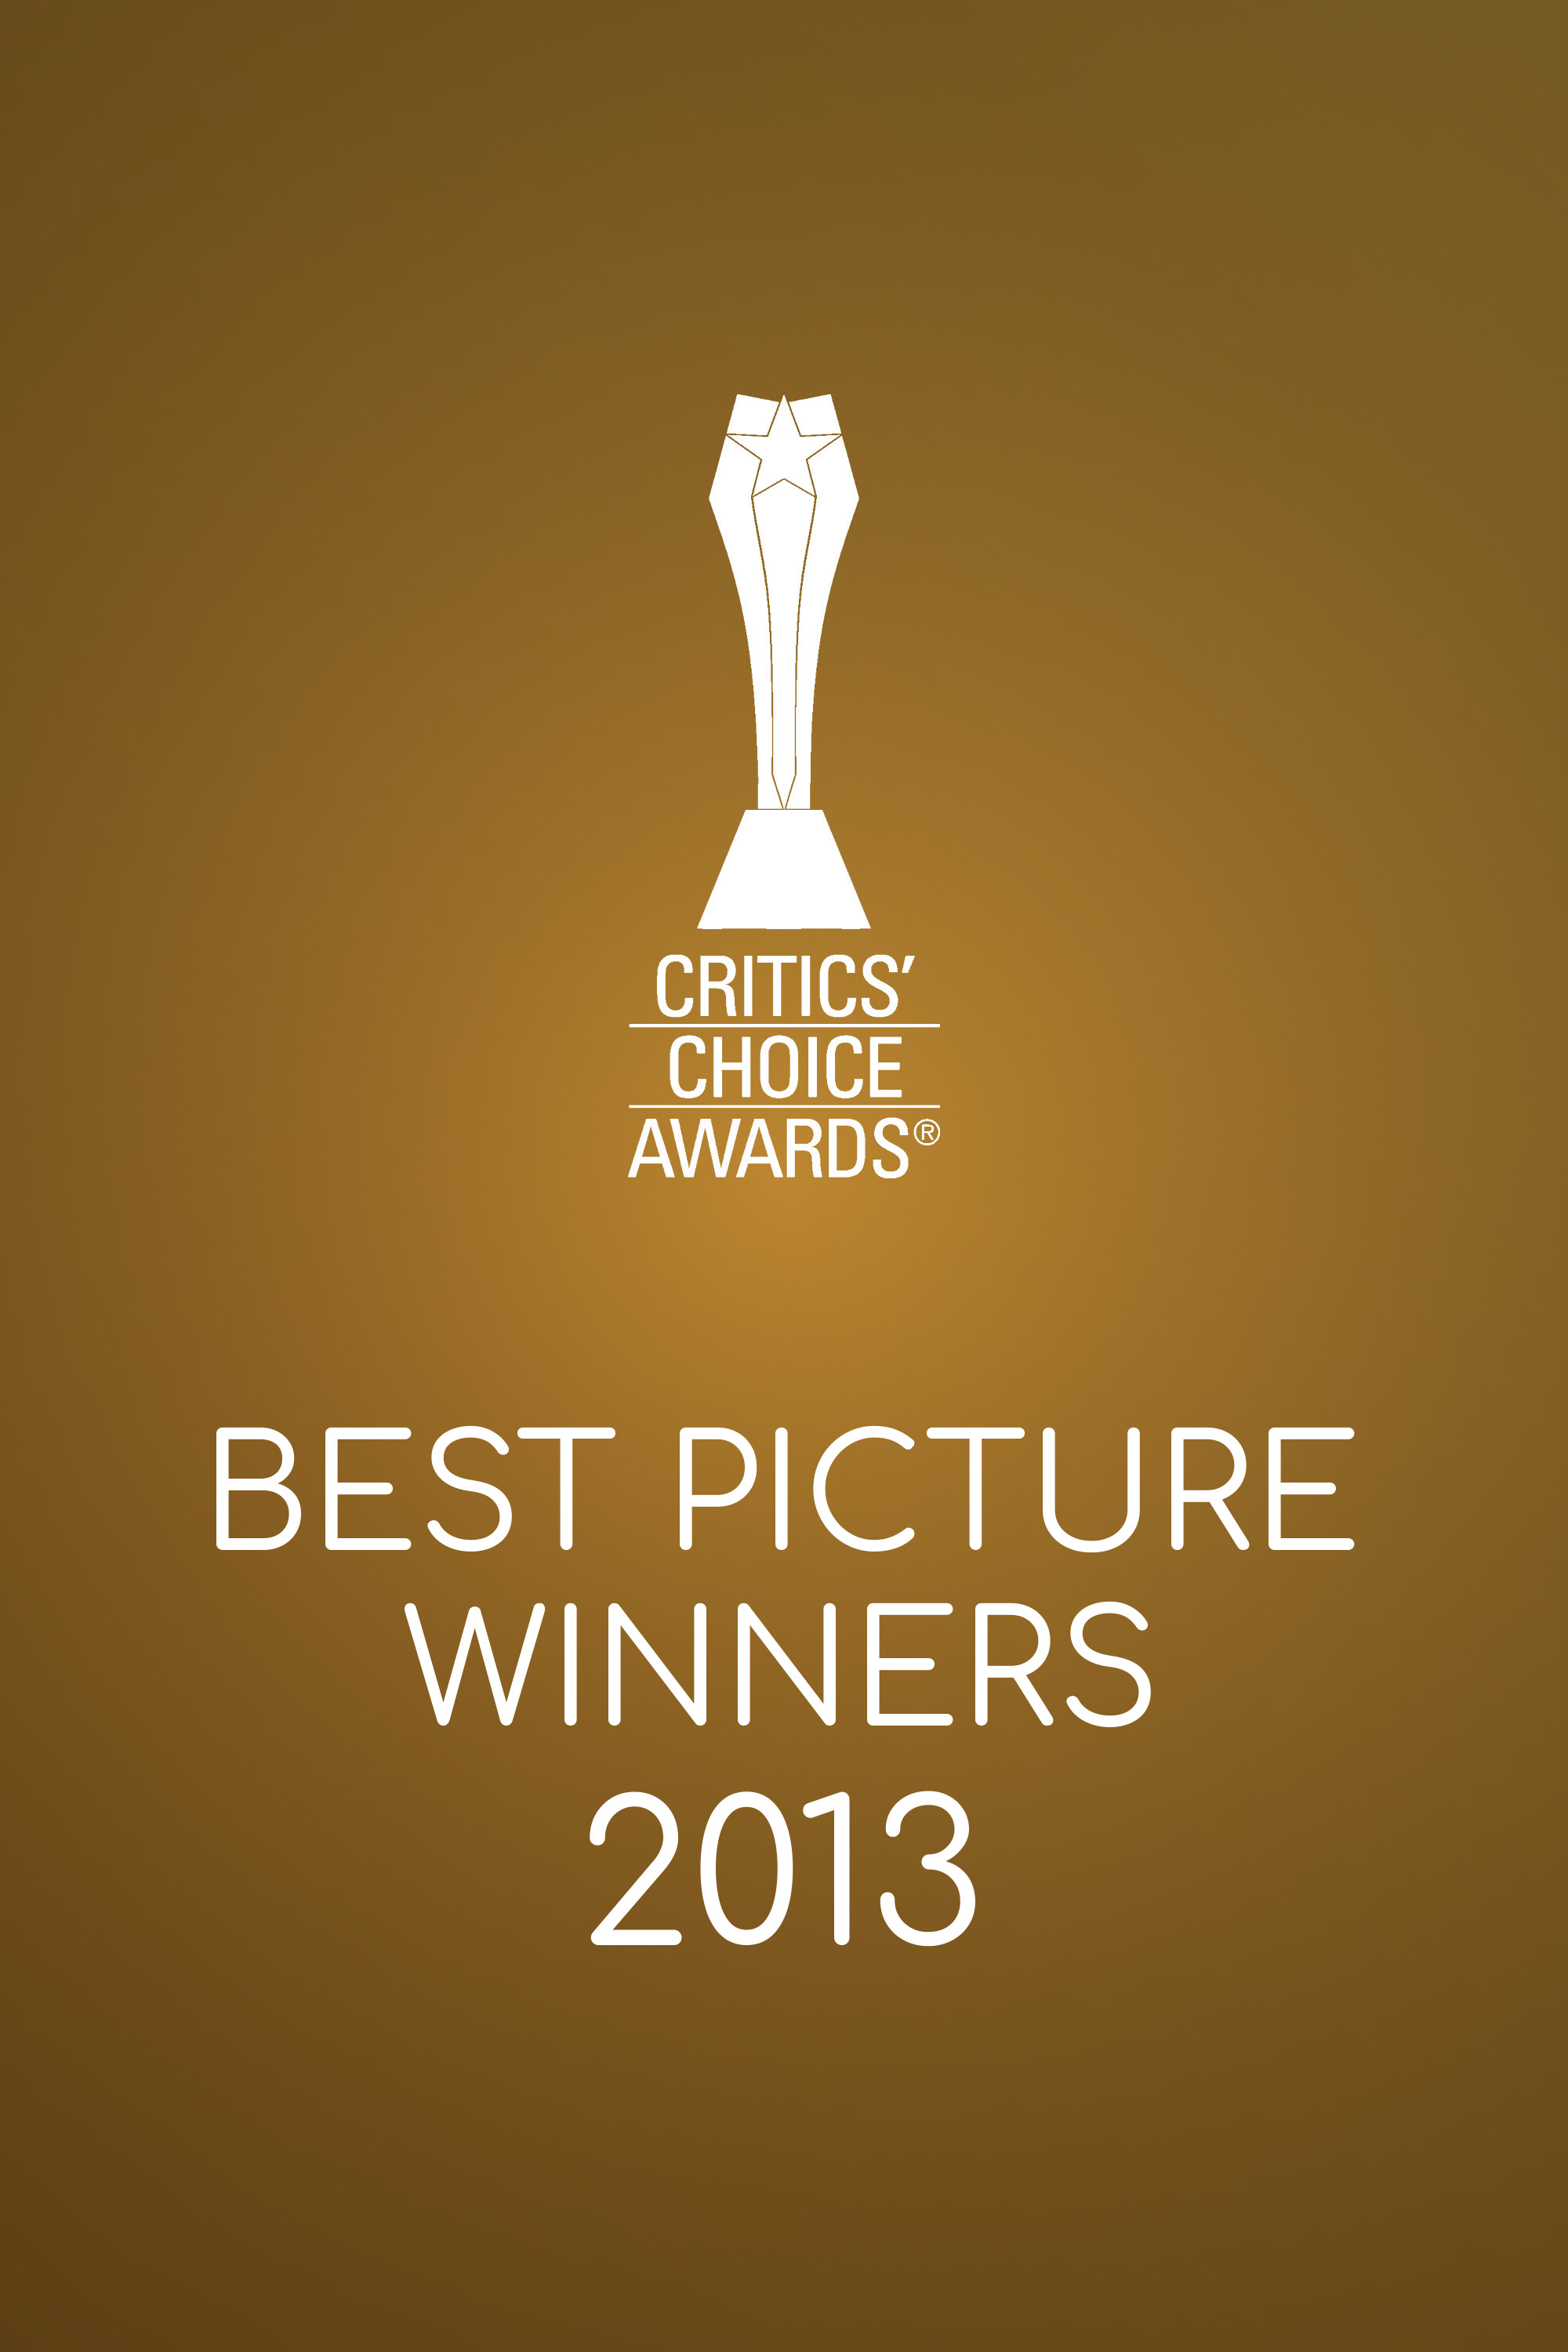 CRITICS'
CHOICE
AWARDS®
BEST PICTURE
WINNERS
2013